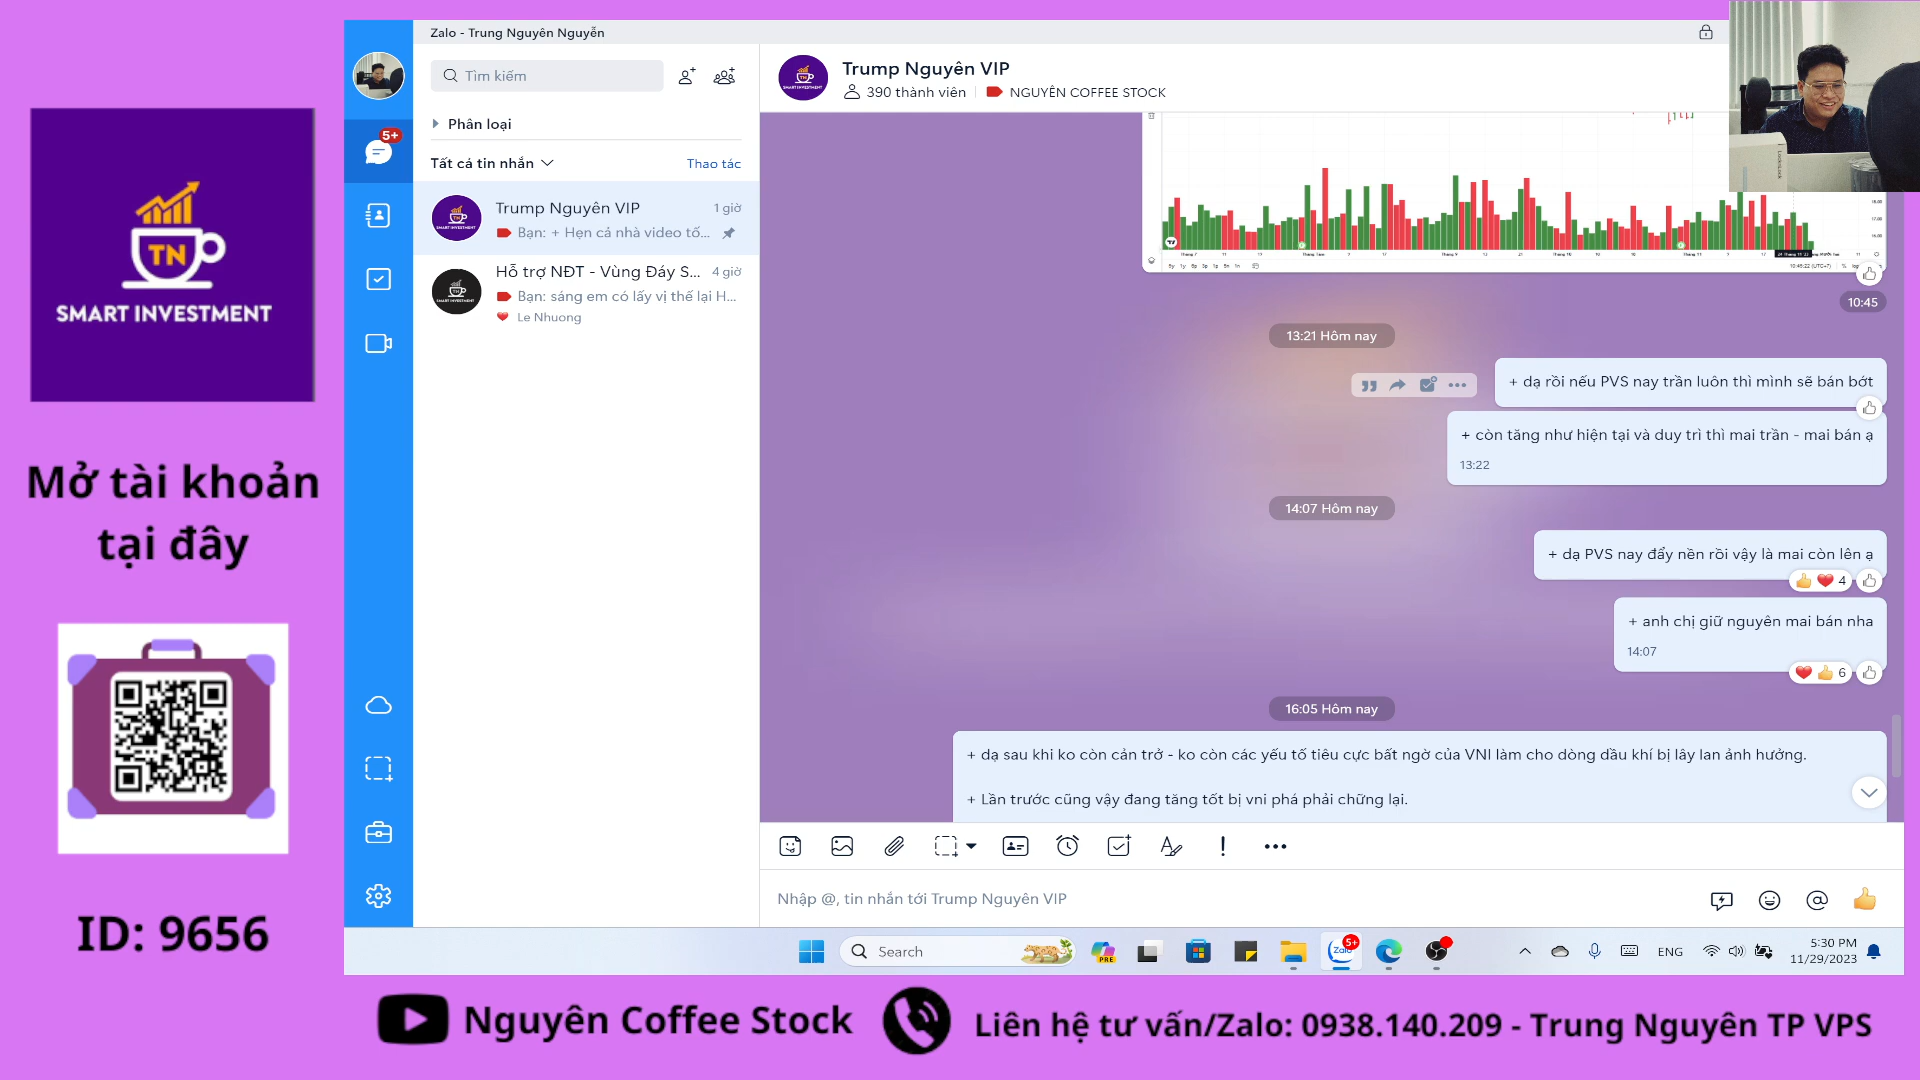 TN
SMART INVESTMENT
Mở tài khoản
tại đây
ID: 9656
Zalo - Trung Nguyên Nguyễn
Tìm kiếm
5+
Phân loại
Tất cả tin nhắn
Thao tác
Trump Nguyên VIP
1 giờ
Bạn: + Hẹn cả nhà video tố...
Hỗ trợ NĐT - Vùng Đáy S...
4 giờ
Bạn: sáng em có lấy vị thế lại H...
Le Nhuong
Trump Nguyên VIP
390 thành viên
NGUYÊN COFFEE STOCK
10:45
13:21 Hôm nay
+ dạ rồi nếu PVS nay trần luôn thì mình sẽ bán bớt
+ còn tăng như hiện tại và duy trì thì mai trần - mai bán ạ
13:22
14:07 Hôm nay
+ dạ PVS nay đẩy nền rồi vậy là mai còn lên ạ
4
+ anh chị giữ nguyên mai bán nha
14:07
6
16:05 Hôm nay
+ dạ sau khi ko còn cản trở - ko còn các yếu tố tiêu cực bất ngờ của VNI làm cho dòng dầu khí bị lây lan ảnh hưởng.
+ Lần trước cũng vậy đang tăng tốt bị vni phá phải chững lại.
Nhập @, tin nhắn tới Trump Nguyên VIP
Search
PRE
Zalo
5+
ENG
5:30 PM
11/29/2023
Nguyên Coffee Stock
Liên hệ tư vấn/Zalo: 0938.140.209 - Trung Nguyên TP VPS